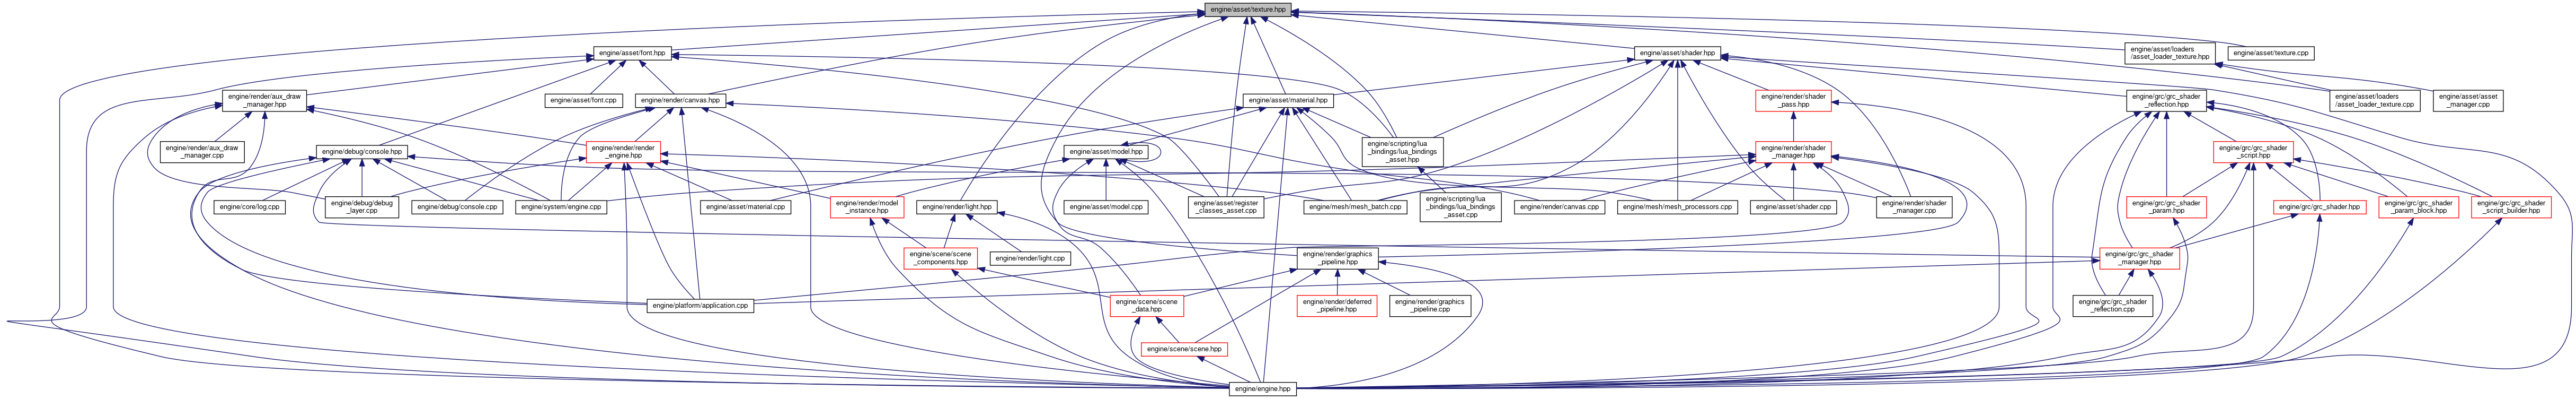 engine/asset/texture.hpp
engine/asset/font.hpp
engine/asset/shader.hpp
engine/asset/loaders
/asset_loader_texture.hpp
engine/asset/texture.cpp
engine/render/aux_draw
_manager.hpp
engine/asset/font.cpp
engine/render/canvas.hpp
engine/asset/material.hpp
engine/render/shader
_pass.hpp
engine/grc/grc_shader
_reflection.hpp
engine/asset/loaders
/asset_loader_texture.cpp
engine/asset/asset
_manager.cpp
engine/render/aux_draw
_manager.cpp
engine/debug/console.hpp
engine/render/render
_engine.hpp
engine/asset/model.hpp
engine/scripting/lua
_bindings/lua_bindings
_asset.hpp
engine/render/shader
_manager.hpp
engine/grc/grc_shader
_script.hpp
engine/core/log.cpp
engine/debug/debug
_layer.cpp
engine/debug/console.cpp
engine/system/engine.cpp
engine/asset/material.cpp
engine/render/model
_instance.hpp
engine/render/light.hpp
engine/asset/model.cpp
engine/asset/register
_classes_asset.cpp
engine/mesh/mesh_batch.cpp
engine/scripting/lua
_bindings/lua_bindings
_asset.cpp
engine/render/canvas.cpp
engine/mesh/mesh_processors.cpp
engine/asset/shader.cpp
engine/render/shader
_manager.cpp
engine/grc/grc_shader
_param.hpp
engine/grc/grc_shader.hpp
engine/grc/grc_shader
_param_block.hpp
engine/grc/grc_shader
_script_builder.hpp
engine/scene/scene
_components.hpp
engine/render/light.cpp
engine/render/graphics
_pipeline.hpp
engine/grc/grc_shader
_manager.hpp
engine/platform/application.cpp
engine/scene/scene
_data.hpp
engine/render/deferred
_pipeline.hpp
engine/render/graphics
_pipeline.cpp
engine/grc/grc_shader
_reflection.cpp
engine/scene/scene.hpp
engine/engine.hpp